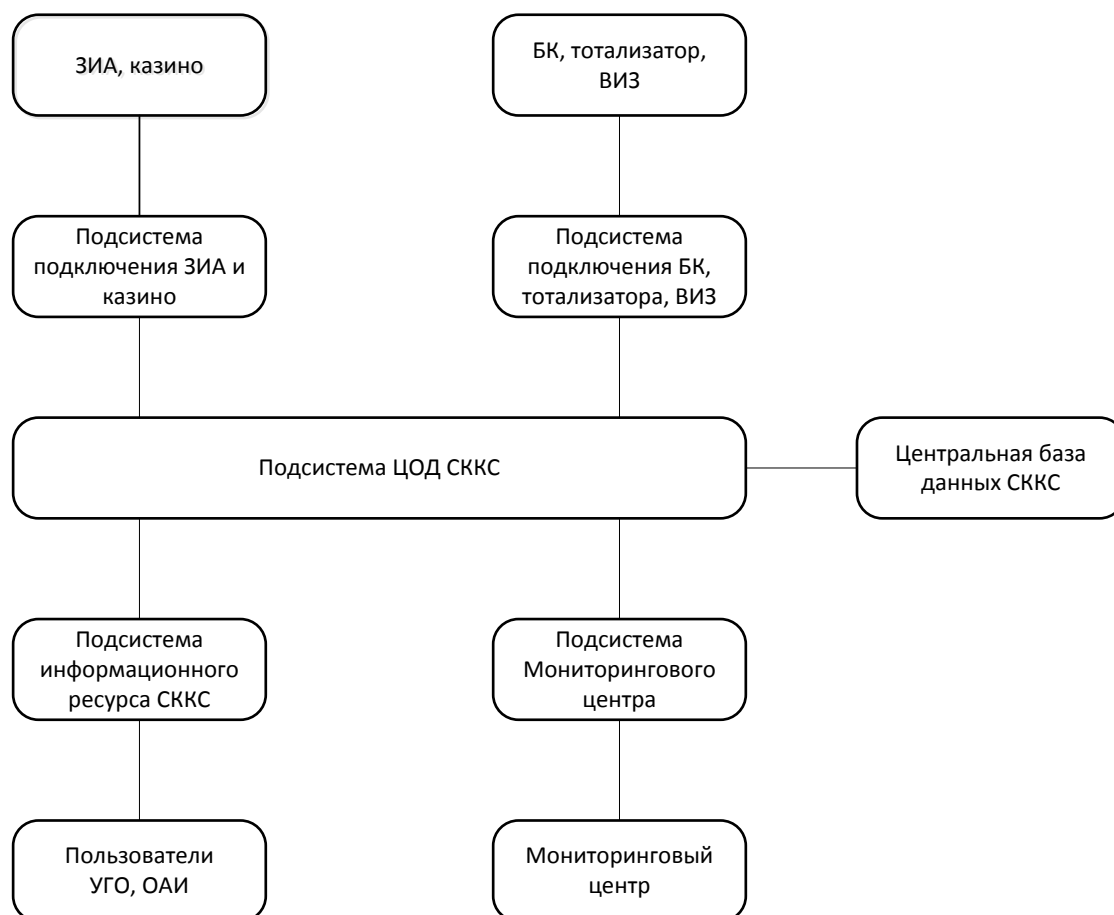 ЗИА, казино
БК, тотализатор,
ВИЗ
Подсистема
подключения ЗИА и
казино
Подсистема
подключения БК,
тотализатора, ВИЗ
Подсистема ЦОД СККС
Центральная база
данных СККС
Подсистема
информационного
ресурса СККС
Подсистема
Мониторингового
центра
Пользователи
УГО, ОАИ
Мониторинговый
центр